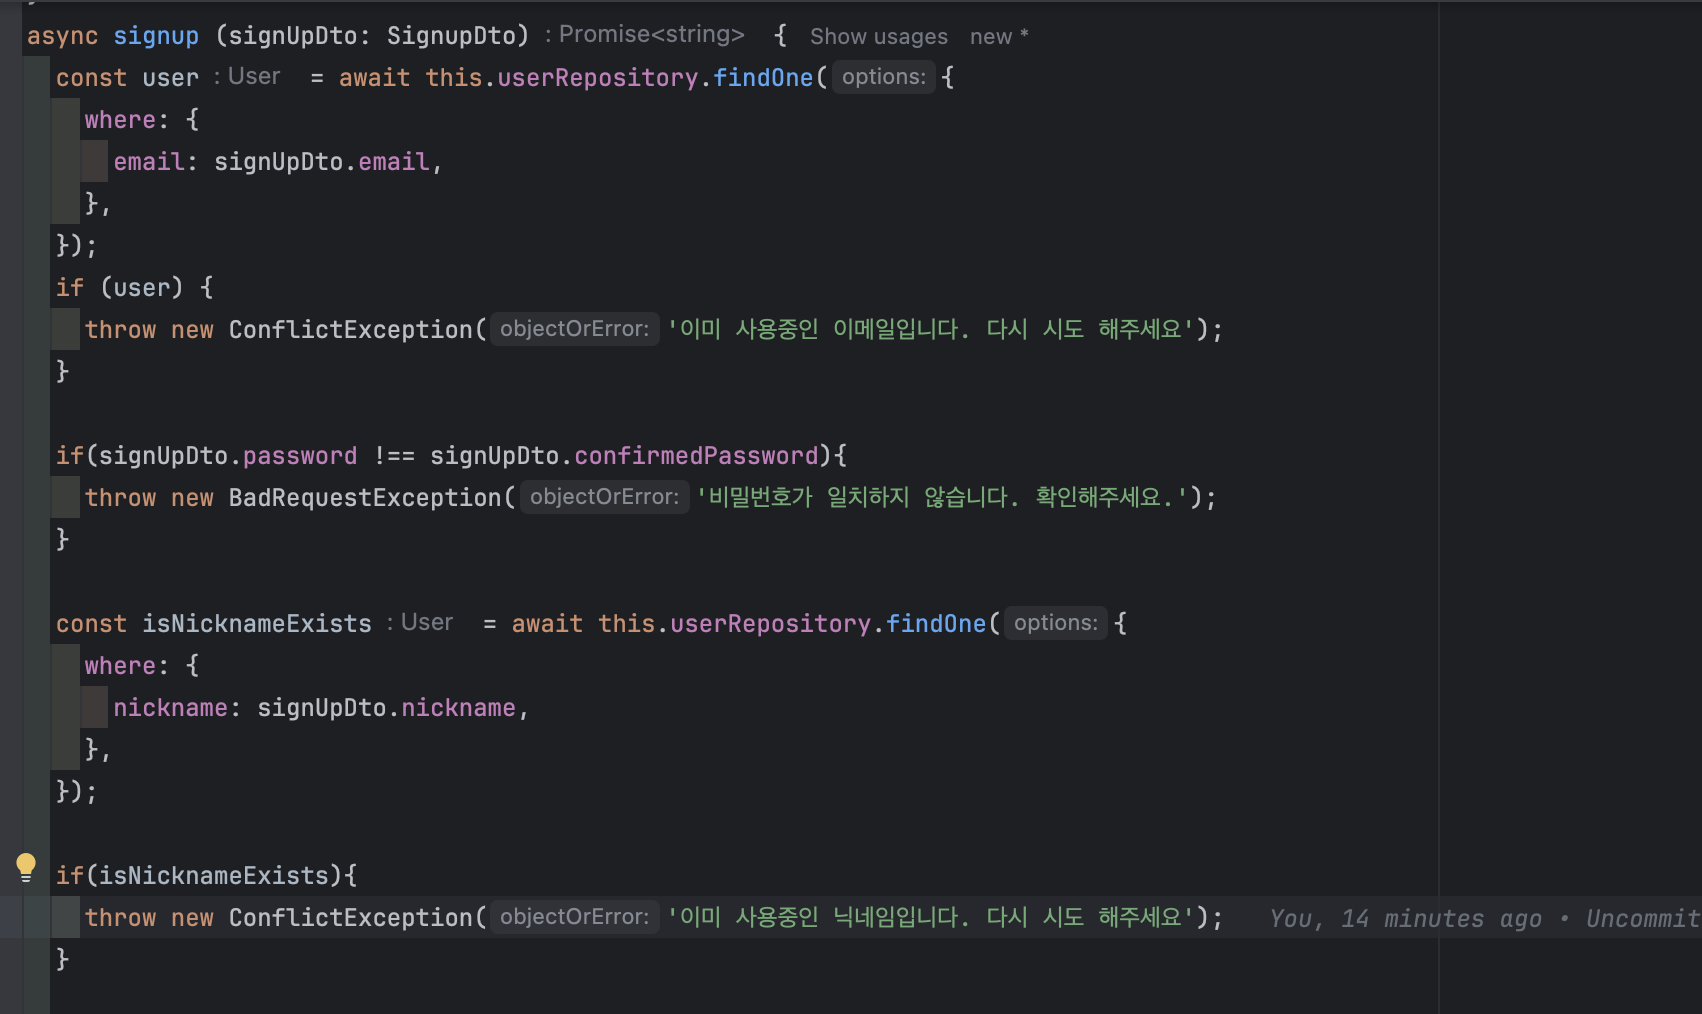 async signup (signUpDto: SignupDto) : Promise<string> { Show usages new *
const user : User = await this.userRepository.findOne( options: {
where: {
email: signUpDto.email,
},
});
if (user) {
throw new ConflictException( objectOrError: '이미 사용중인 이메일입니다. 다시 시도 해주세요');
}
if(signUpDto.password !== signUpDto.confirmedPassword){
throw new BadRequestException( objectOrError: '비밀번호가 일치하지 않습니다. 확인해주세요.');
}
const isNicknameExists : User = await this.userRepository.findOne( options: {
where: {
nickname: signUpDto.nickname,
},
});
if(isNicknameExists){
throw new ConflictException( objectOrError: '이미 사용중인 닉네임입니다. 다시 시도 해주세요'); You, 14 minutes ago • Uncommit
}